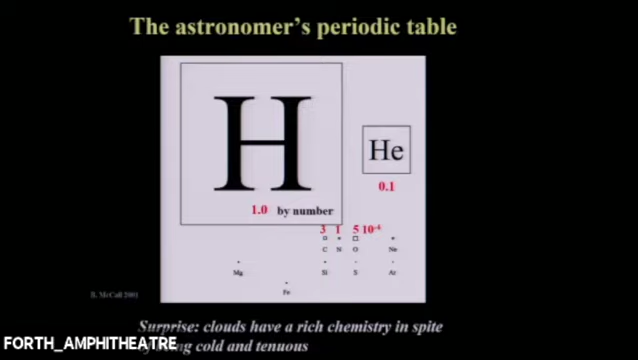 The astronomer's periodic table
H
He
0.1
1.0 by number
3 1 5 10⁻⁴
C N O Ne
Mg Si S Ar
Fe
B. McCall 2001
Surprise: clouds have a rich chemistry in spite
being cold and tenuous
FORTH_AMPHITHEATRE